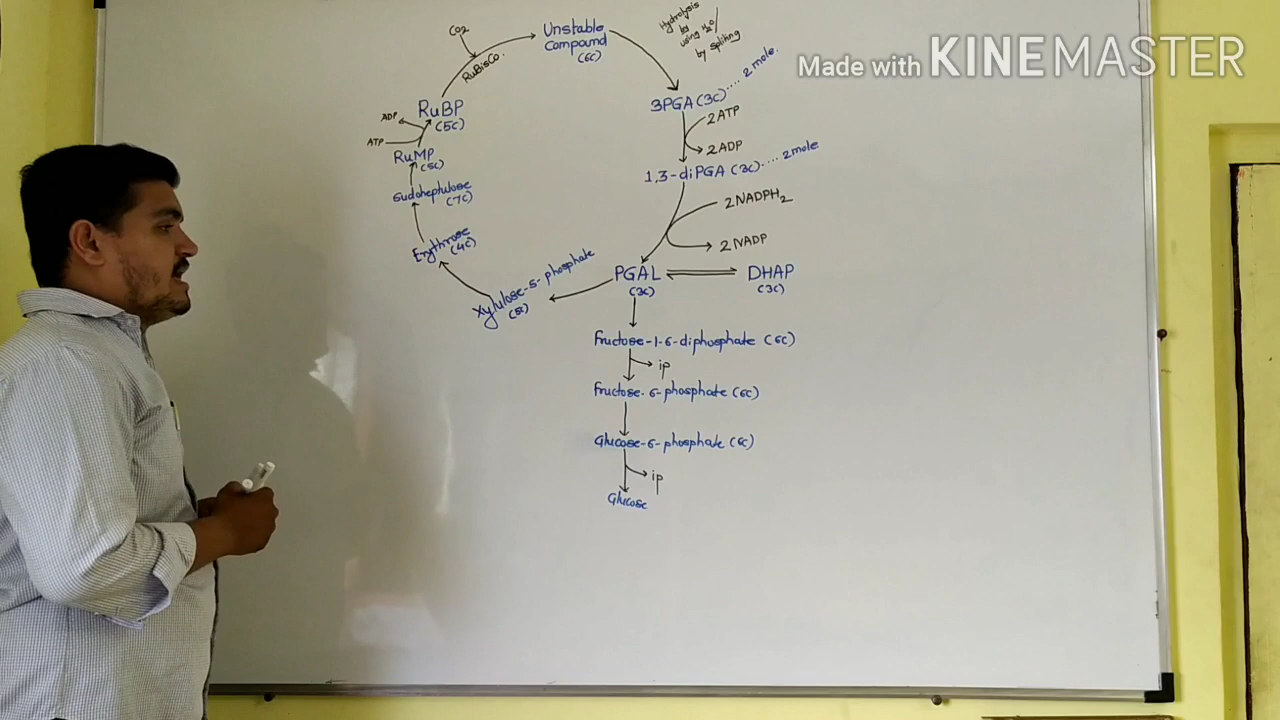 Made with KINEMASTER
CO2
Unstable
Compound
(6C)
Hydrolysis
by
using H2O/
by spliting
RuBisCo
RuBP
(5C)
ADP
ATP
RuMP
(5C)
Sudoheptulose
(7C)
Erythrose
(4C)
Xylulose-5-phosphate
(5C)
3PGA (3C) .... 2 mole.
2ATP
2ADP
1,3-diPGA (3C) .... 2mole
2NADPH2
2NADP
PGAL
(3C)
DHAP
(3C)
Fructose-1-6-diphosphate (6C)
ip
Fructose-6-phosphate (6C)
Glucose-6-phosphate (6C)
ip
Glucose